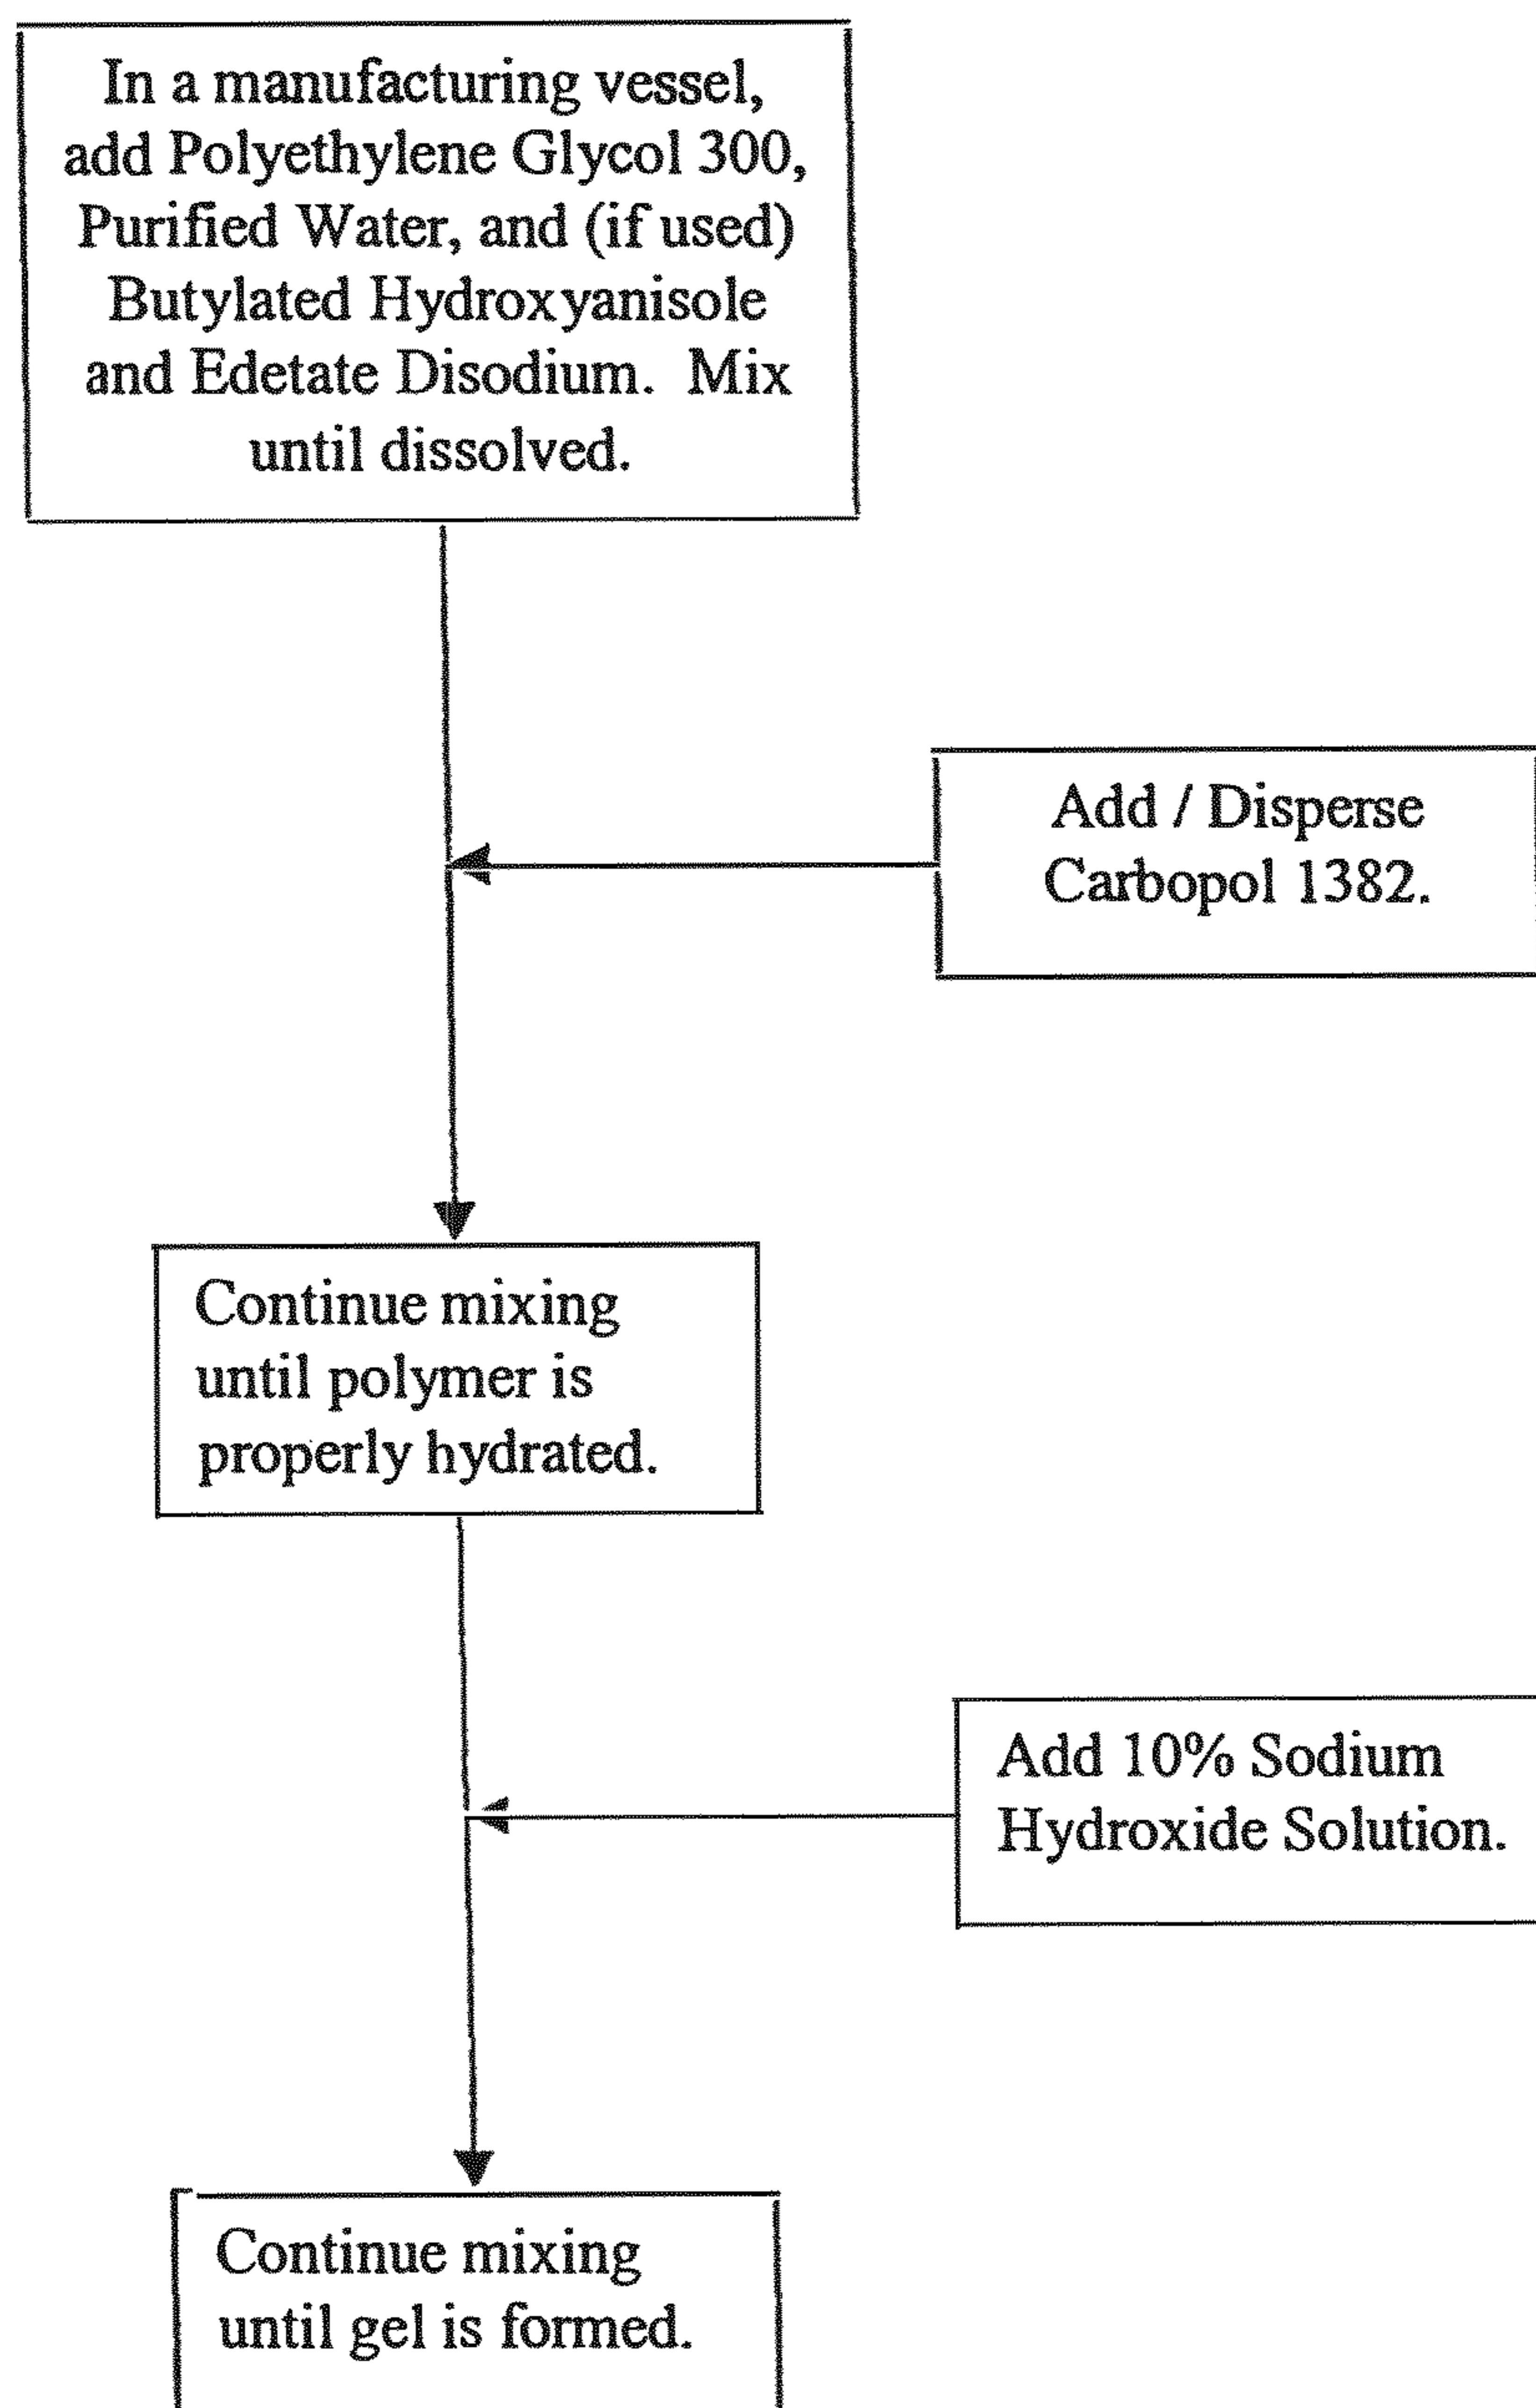 In a manufacturing vessel,
add Polyethylene Glycol 300,
Purified Water, and (if used)
Butylated Hydroxyanisole
and Edetate Disodium.  Mix
until dissolved.
Add / Disperse
Carbopol 1382.
Continue mixing
until polymer is
properly hydrated.
Add 10% Sodium
Hydroxide Solution.
Continue mixing
until gel is formed.